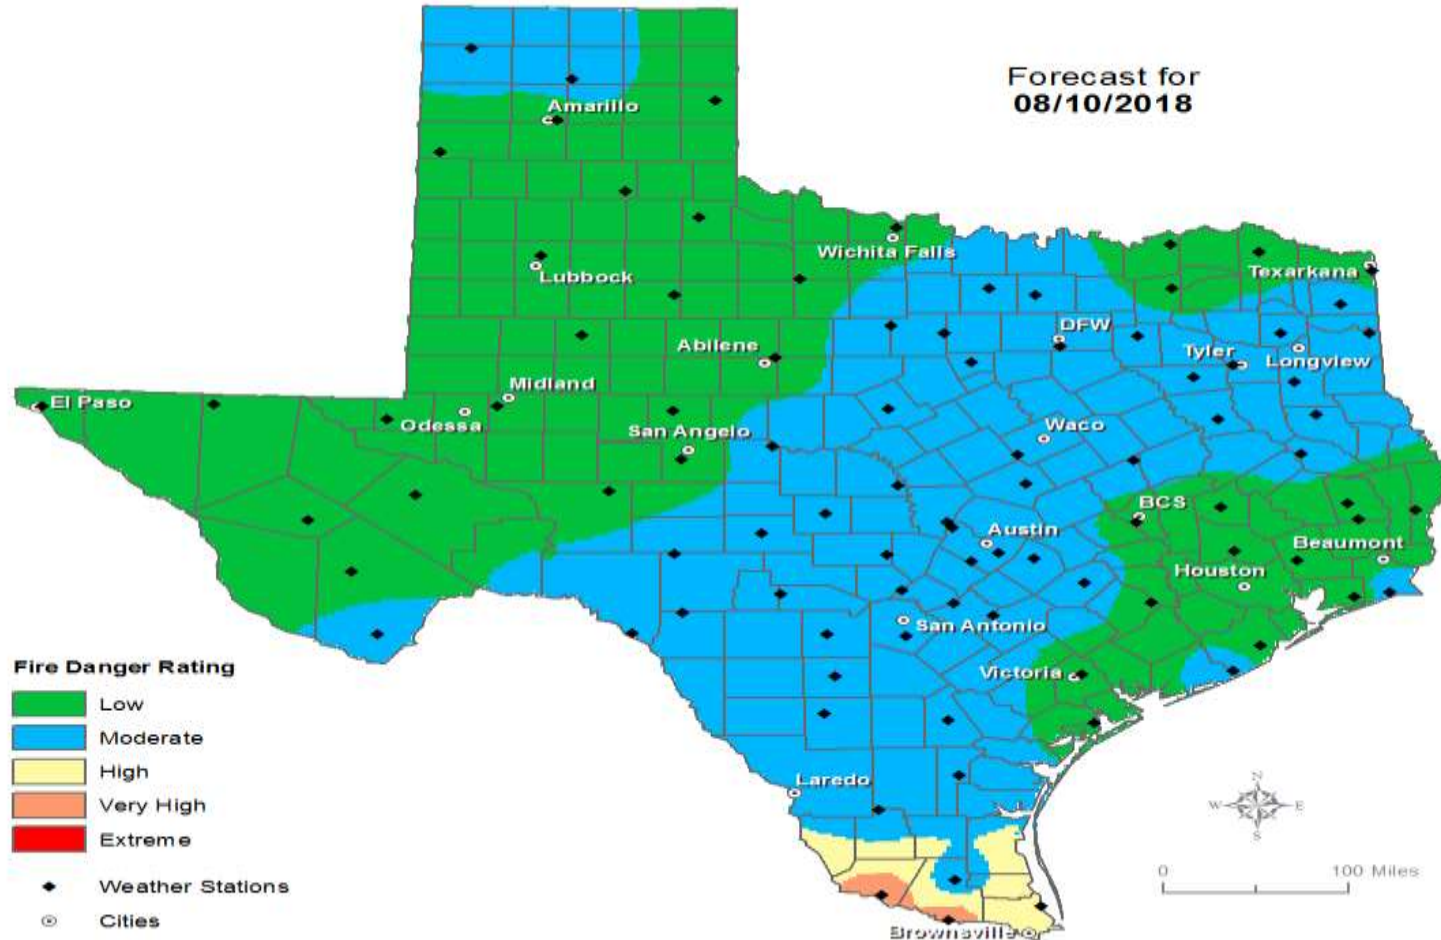 Forecast for
08/10/2018
Amarillo
Wichita Falls
Texarkana
Lubbock
DFW
Abilene
Tyler
Longview
Midland
El Paso
Odessa
San Angelo
Waco
BCS
Austin
Beaumont
Houston
San Antonio
Victoria
Laredo
Brownsville
Fire Danger Rating
Low
Moderate
High
Very High
Extreme
Weather Stations
Cities
N
W E
S
0 100 Miles